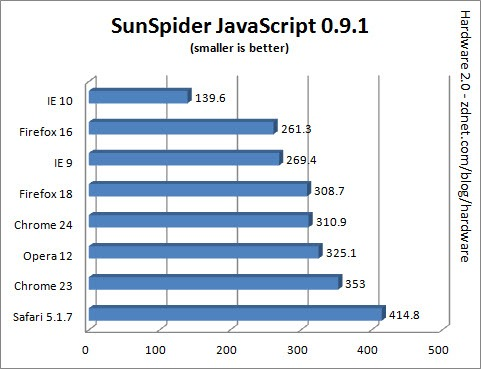 SunSpider JavaScript 0.9.1
(smaller is better)
IE 10 139.6
Firefox 16 261.3
IE 9 269.4
Firefox 18 308.7
Chrome 24 310.9
Opera 12 325.1
Chrome 23 353
Safari 5.1.7 414.8
0 100 200 300 400 500
Hardware 2.0 - zdnet.com/blog/hardware